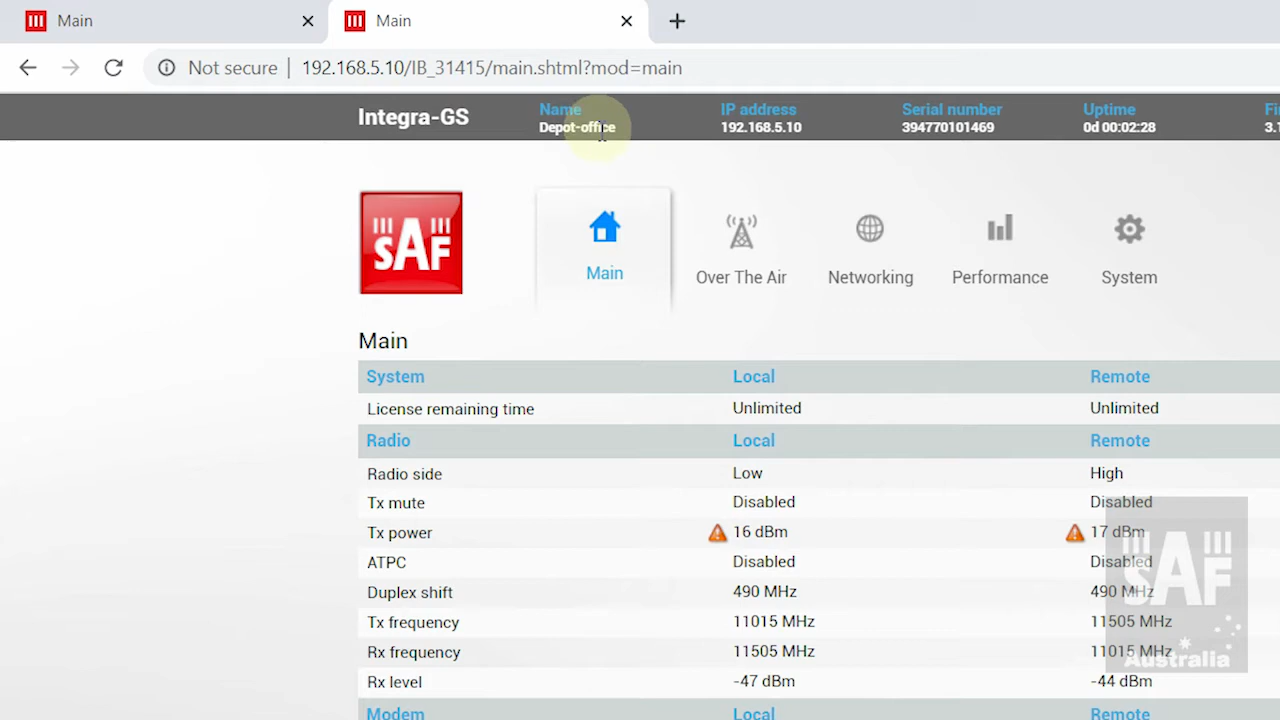 Main
Main
Not secure 192.168.5.10/IB_31415/main.shtml?mod=main
Integra-GS
Name
Depot-office
IP address
192.168.5.10
Serial number
394770101469
Uptime
0d 00:02:28
Fi
3.
SAF
Main
Over The Air
Networking
Performance
System
Main
System Local Remote
License remaining time Unlimited Unlimited
Radio Local Remote
Radio side Low High
Tx mute Disabled Disabled
Tx power 16 dBm 17 dBm
ATPC Disabled Disabled
Duplex shift 490 MHz 490 MHz
Tx frequency 11015 MHz 11505 MHz
Rx frequency 11505 MHz 11015 MHz
Rx level -47 dBm -44 dBm
Modem Local Remote
SAF
Australia